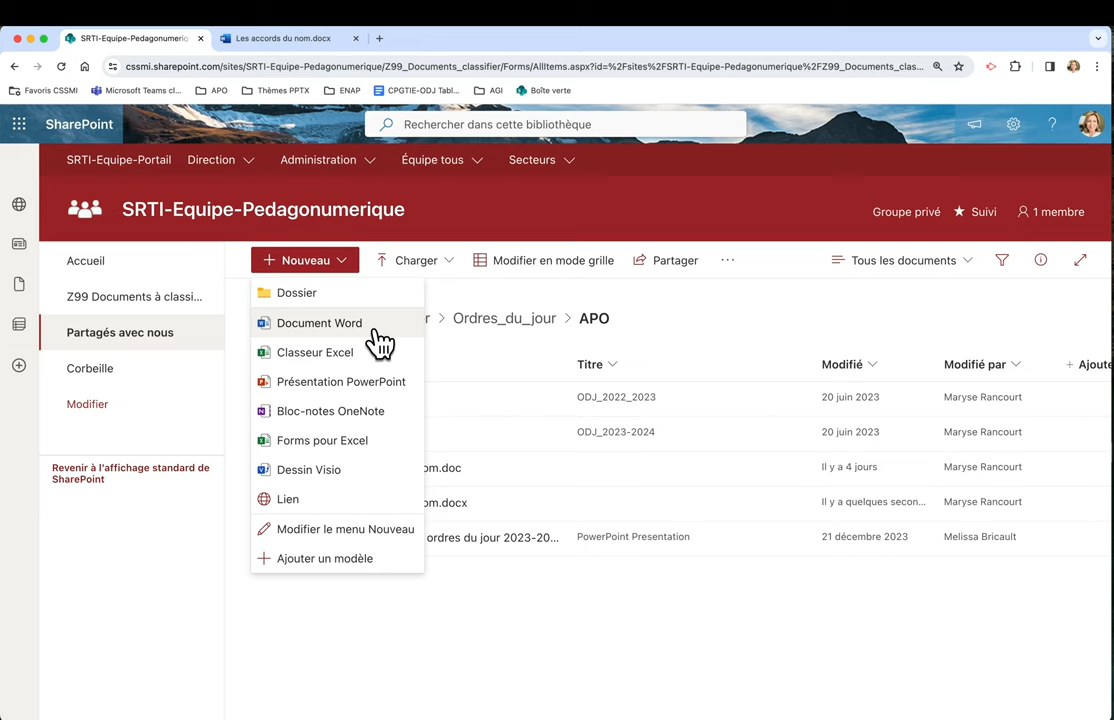 SRTI-Equipe-Pedagonumeriq
Les accords du nom.docx
cssmi.sharepoint.com/sites/SRTI-Equipe-Pedagonumerique/Z99_Documents_classifier/Forms/AllItems.aspx?id=%2Fsites%2FSRTI-Equipe-Pedagonumerique%2FZ99_Documents_clas...
Favoris CSSMI
Microsoft Teams cl...
APO
Thèmes PPTX
ENAP
CPGTIE-ODJ Tabl...
AGI
Boîte verte
SharePoint
Rechercher dans cette bibliothèque
SRTI-Equipe-Portail
Direction
Administration
Équipe tous
Secteurs
SRTI-Equipe-Pedagonumerique
Groupe privé
Suivi
1 membre
Accueil
Z99 Documents à classi...
Partagés avec nous
Corbeille
Modifier
Revenir à l'affichage standard de
SharePoint
+ Nouveau
Charger
Modifier en mode grille
Partager
...
Tous les documents
Dossier
Document Word
Classeur Excel
Présentation PowerPoint
Bloc-notes OneNote
Forms pour Excel
Dessin Visio
Lien
Modifier le menu Nouveau
Ajouter un modèle
r > Ordres_du_jour > APO
Titre
Modifié
Modifié par
+ Ajoute
ODJ_2022_2023
20 juin 2023
Maryse Rancourt
ODJ_2023-2024
20 juin 2023
Maryse Rancourt
om.doc
Il y a 4 jours
Maryse Rancourt
om.docx
Il y a quelques secon...
Maryse Rancourt
ordres du jour 2023-20...
PowerPoint Presentation
21 décembre 2023
Melissa Bricault